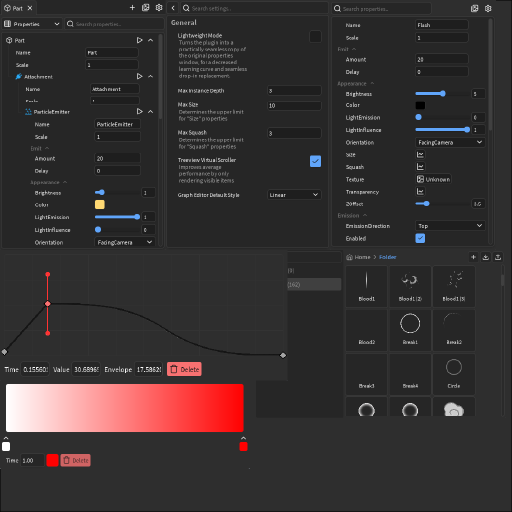 Part
Properties
Search properties...
Part
Name Part
Scale 1
Attachment
Name Attachment
ParticleEmitter
Name ParticleEmitter
Scale 1
Emit
Amount 20
Delay 0
Appearance
Brightness 1
Color
LightEmission 1
LightInfluence 0
Orientation FacingCamera
Search settings...
General
Lightweight Mode
Turns the plugin into a
practically seamless copy
of the original properties
window, for a decreased
learning curve and seamless
drop-in replacement
Max Instance Depth 3
Max Size 10
Determines the upper limit
for "Size" properties
Max Squash 3
Determines the upper limit
for "Squash" properties
Treeview Virtual Scroller
Improves average
performance by only
rendering visible items
Graph Editor Default Style Linear
Search properties...
Name Flash
Scale 1
Emit
Amount 20
Delay 0
Appearance
Brightness 5
Color
LightEmission 0
LightInfluence 1
Orientation FacingCamera
Size
Squash
Texture Unknown
Transparency
ZOffset 0.5
Emission
EmissionDirection Top
Enabled
Time 0.15560 Value 30.6896 Envelope 17.5862 Delete
Time 1.00 Delete
(162)
Home > Folder
Blood1 Blood1 (2) Blood1 (3)
Blood2 Break1 Break2
Break3 Break4 Circle